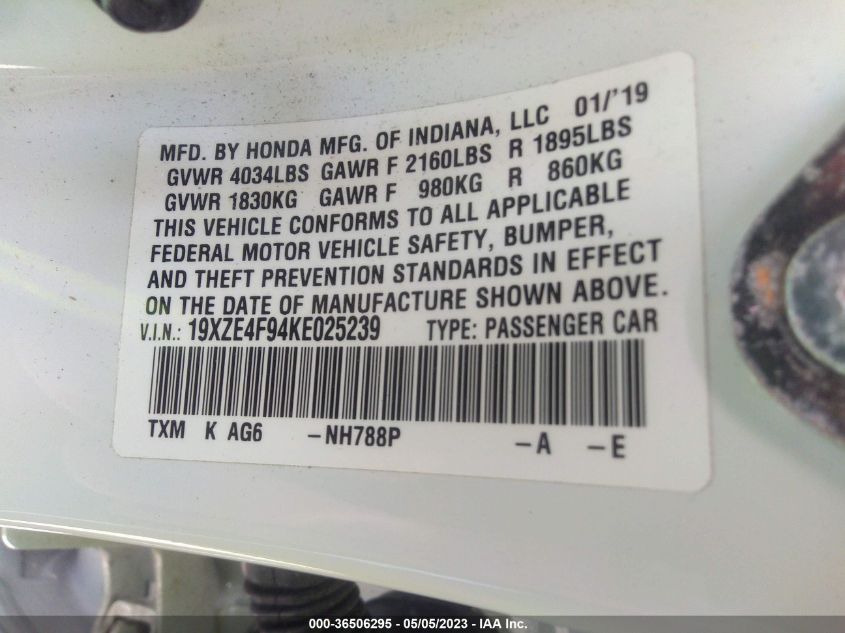 MFD. BY HONDA MFG. OF INDIANA, LLC 01/'19
GVWR 4034LBS GAWR F 2160LBS R 1895LBS
GVWR 1830KG GAWR F 980KG R 860KG
THIS VEHICLE CONFORMS TO ALL APPLICABLE
FEDERAL MOTOR VEHICLE SAFETY, BUMPER,
AND THEFT PREVENTION STANDARDS IN EFFECT
ON THE DATE OF MANUFACTURE SHOWN ABOVE.
V.I.N.: 19XZE4F94KE025239 TYPE: PASSENGER CAR
TXM K AG6 -NH788P -A -E
000-36506295 - 05/05/2023 - IAA Inc.